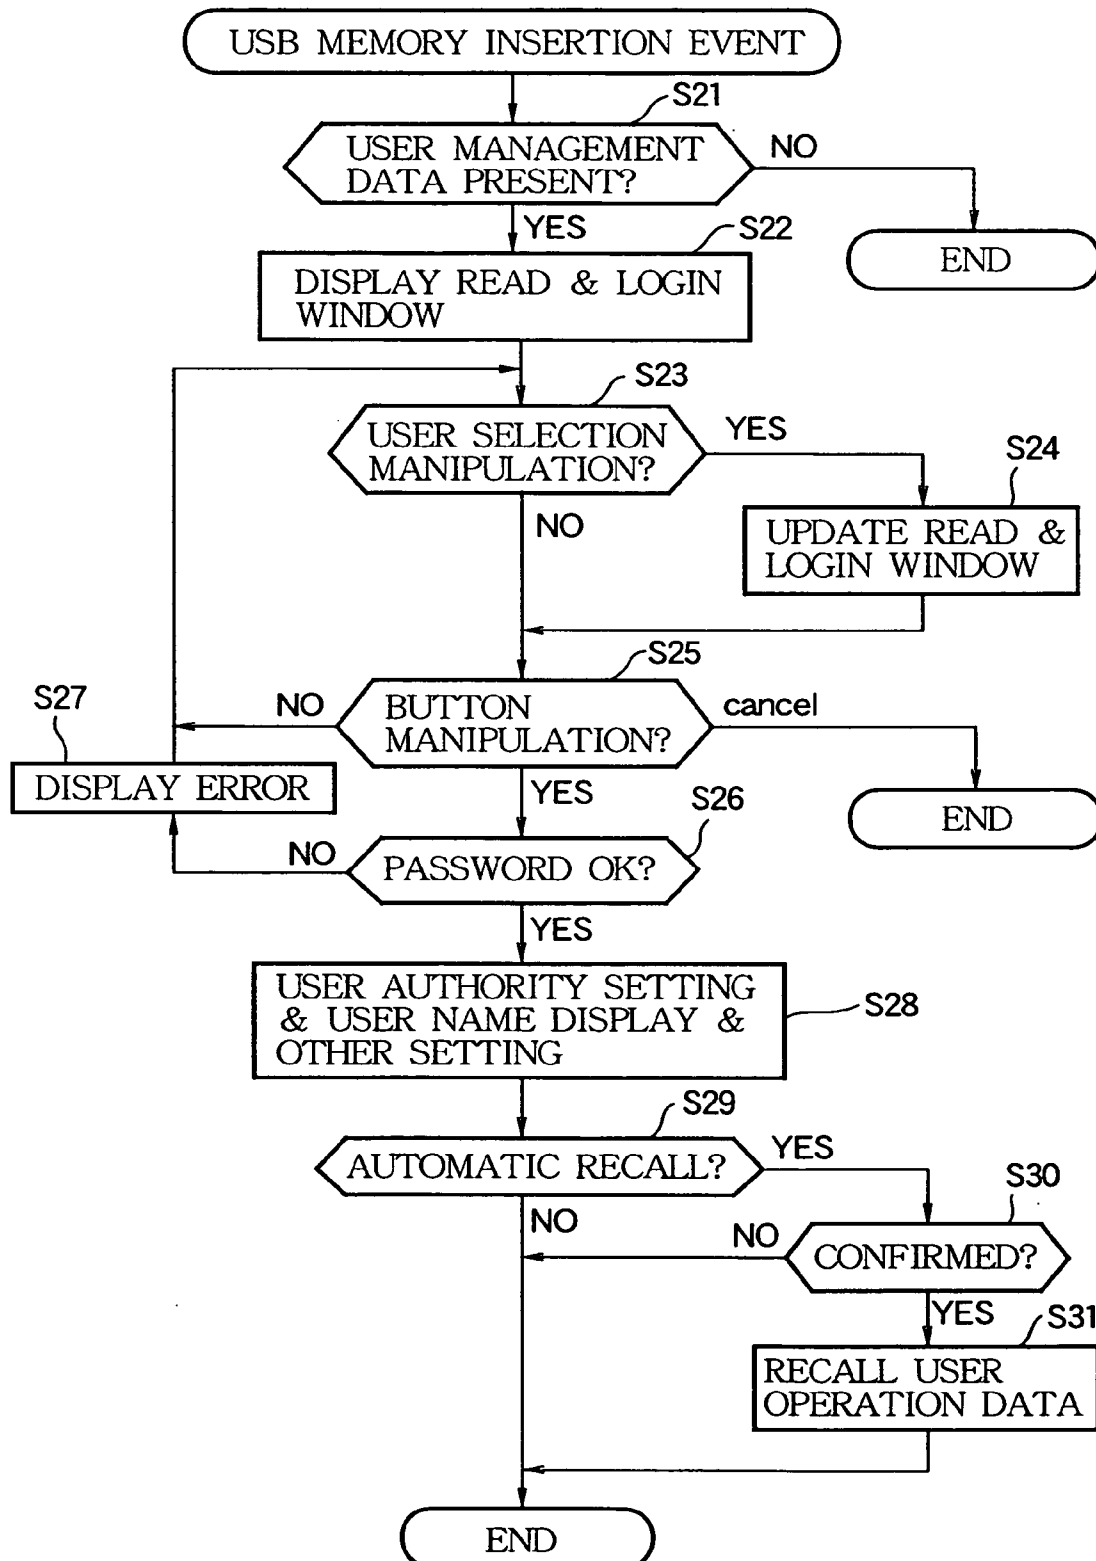 USB MEMORY INSERTION EVENT
S21
USER MANAGEMENT
DATA PRESENT?
NO
YES
END
S22
DISPLAY READ & LOGIN
WINDOW
S23
USER SELECTION
MANIPULATION?
YES
NO
S24
UPDATE READ &
LOGIN WINDOW
S25
BUTTON
MANIPULATION?
NO
cancel
S27
DISPLAY ERROR
YES
END
S26
PASSWORD OK?
NO
YES
USER AUTHORITY SETTING
& USER NAME DISPLAY &
OTHER SETTING
S28
S29
AUTOMATIC RECALL?
YES
NO
S30
CONFIRMED?
NO
YES
S31
RECALL USER
OPERATION DATA
END